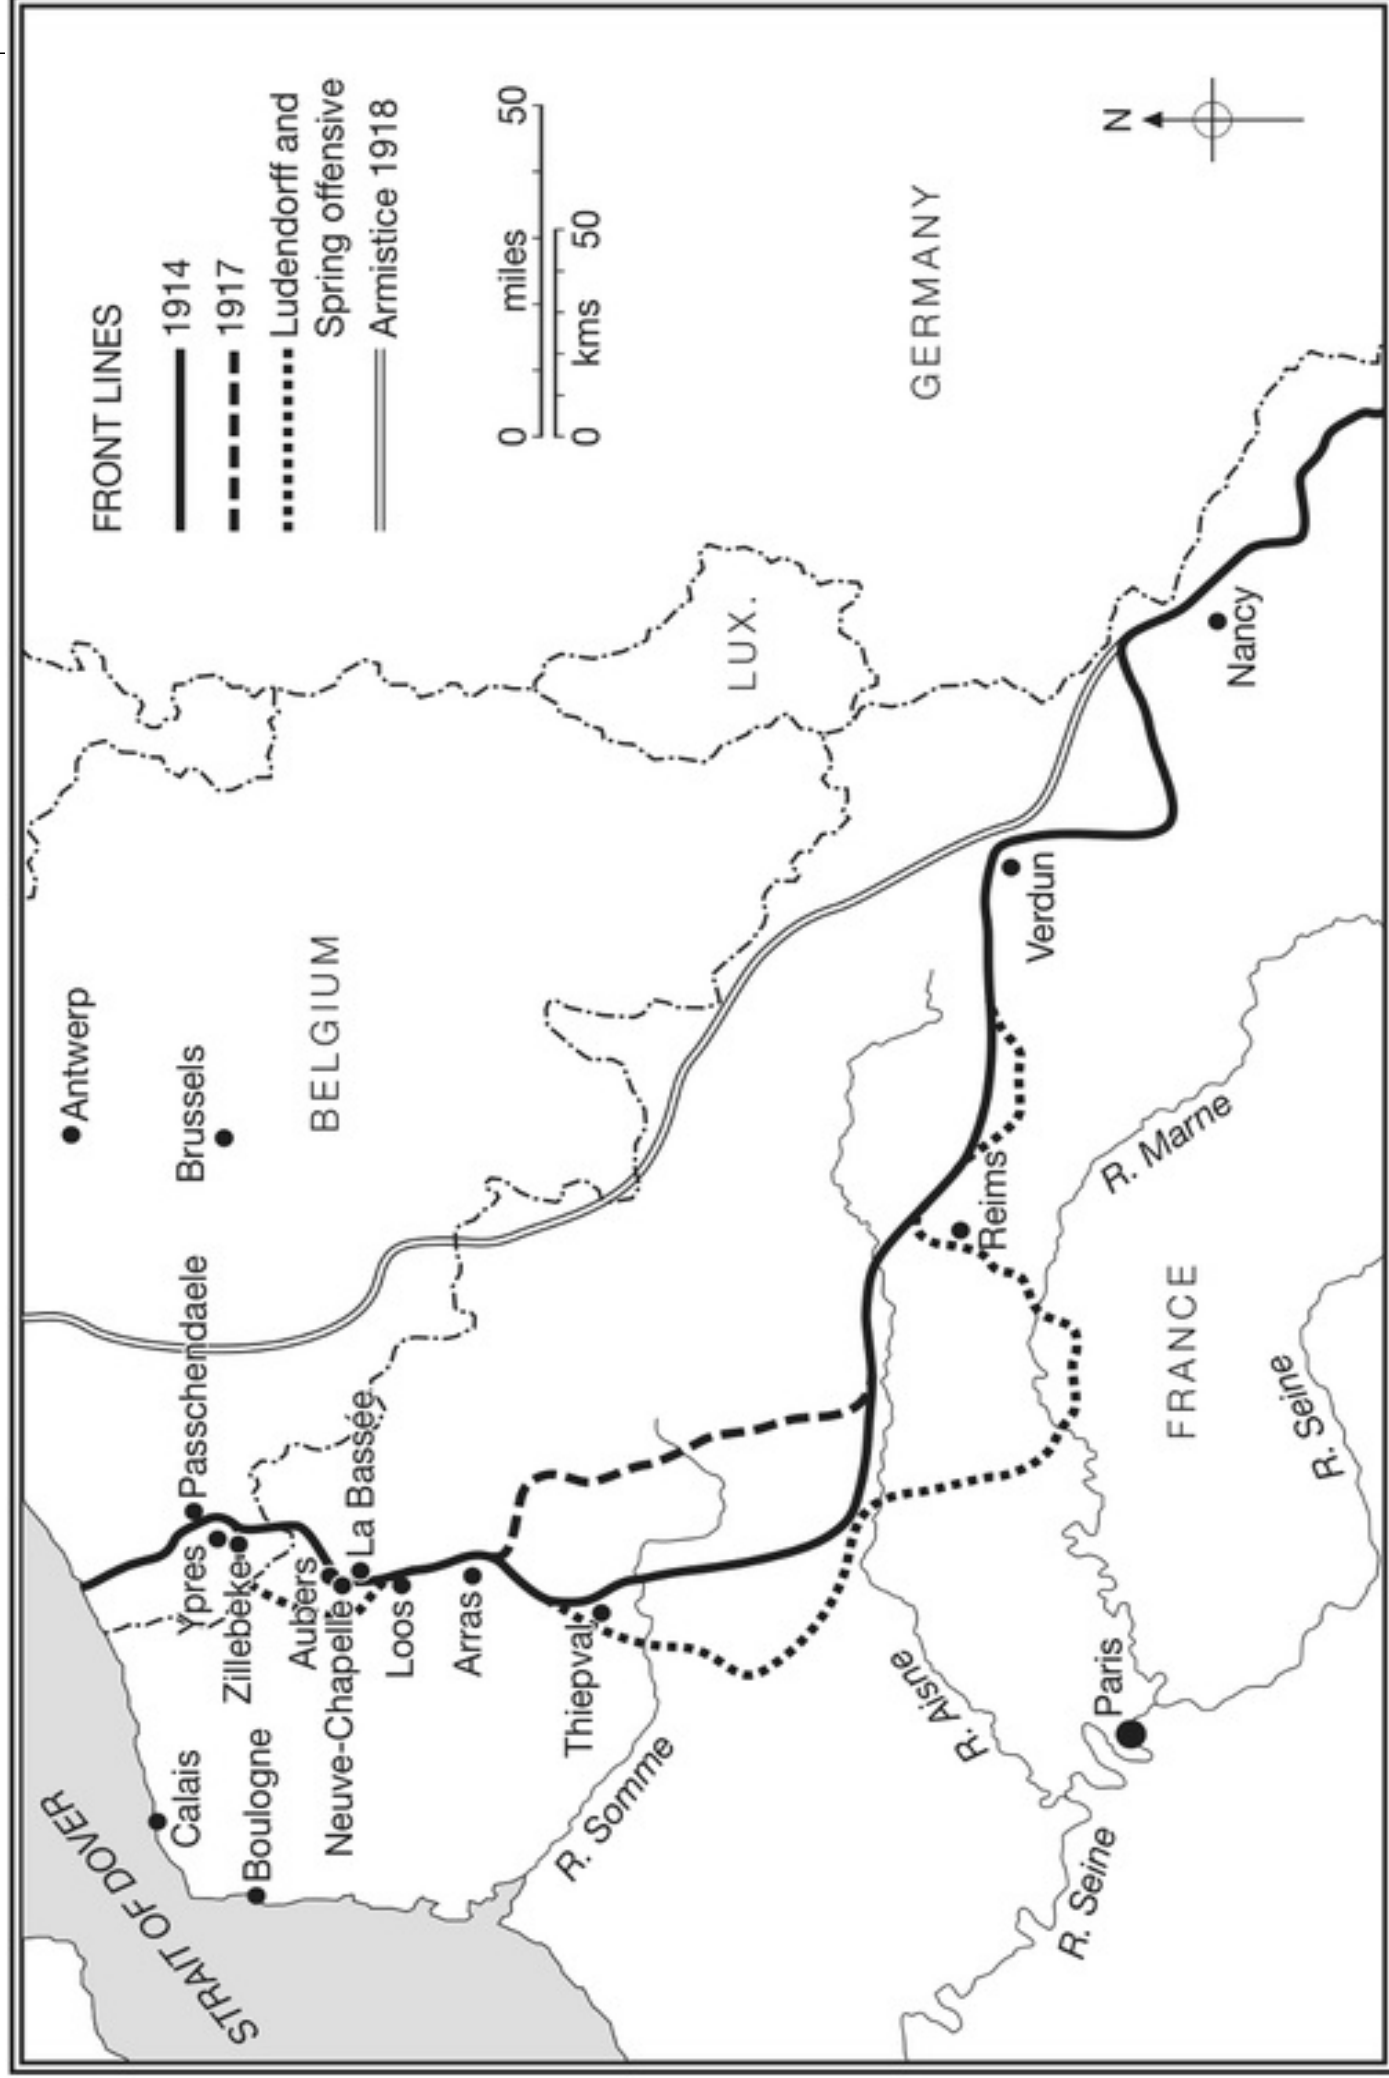 FRONT LINES
1914
1917
Ludendorff and
Spring offensive
Armistice 1918
0
miles
50
0
kms
50
N
STRAIT OF DOVER
Antwerp
Brussels
BELGIUM
Passchendaele
Ypres
Zillebeke
Calais
Boulogne
Aubers
La Bassée
Neuve-Chapelle
Loos
Arras
Thiepval
R. Somme
LUX.
GERMANY
R. Aisne
Reims
Verdun
Nancy
R. Marne
Paris
FRANCE
R. Seine
R. Seine